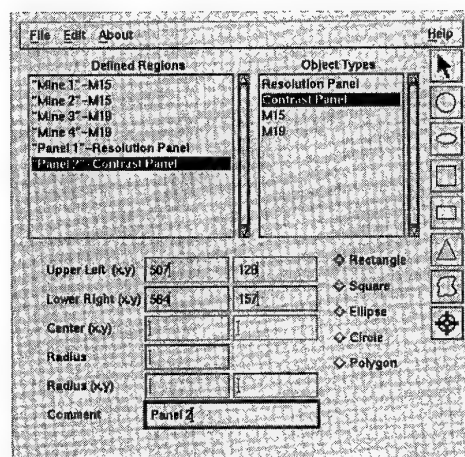 File Edit About Help
Defined Regions
"Mine 1"-M15
"Mine 2"-M15
"Mine 3"-M19
"Mine 4"-M19
"Panel 1"-Resolution Panel
"Panel 2"-Contrast Panel
Object Types
Resolution Panel
Contrast Panel
M15
M19
Upper Left (x,y) 507 128
Lower Right (x,y) 564 157
Center (x,y)
Radius
Radius (x,y)
Comment Panel 2
Rectangle
Square
Ellipse
Circle
Polygon